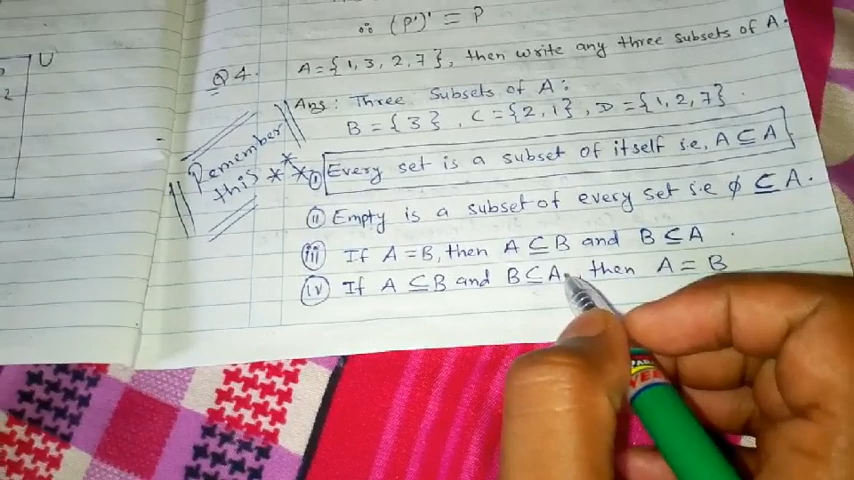 U
2
∴ (P')' = P
Q4. A = {1, 3, 2, 7}, then write any three subsets of A.
Ans: Three Subsets of A:
B = {3}, C = {2, 1}, D = {1, 2, 7}
Remember this **
(i) Every set is a subset of itself i.e, A ⊆ A
(ii) Empty is a subset of every set i.e ϕ ⊆ A.
(iii) If A = B, then A ⊆ B and B ⊆ A
(iv) If A ⊆ B and B ⊆ A, then A = B